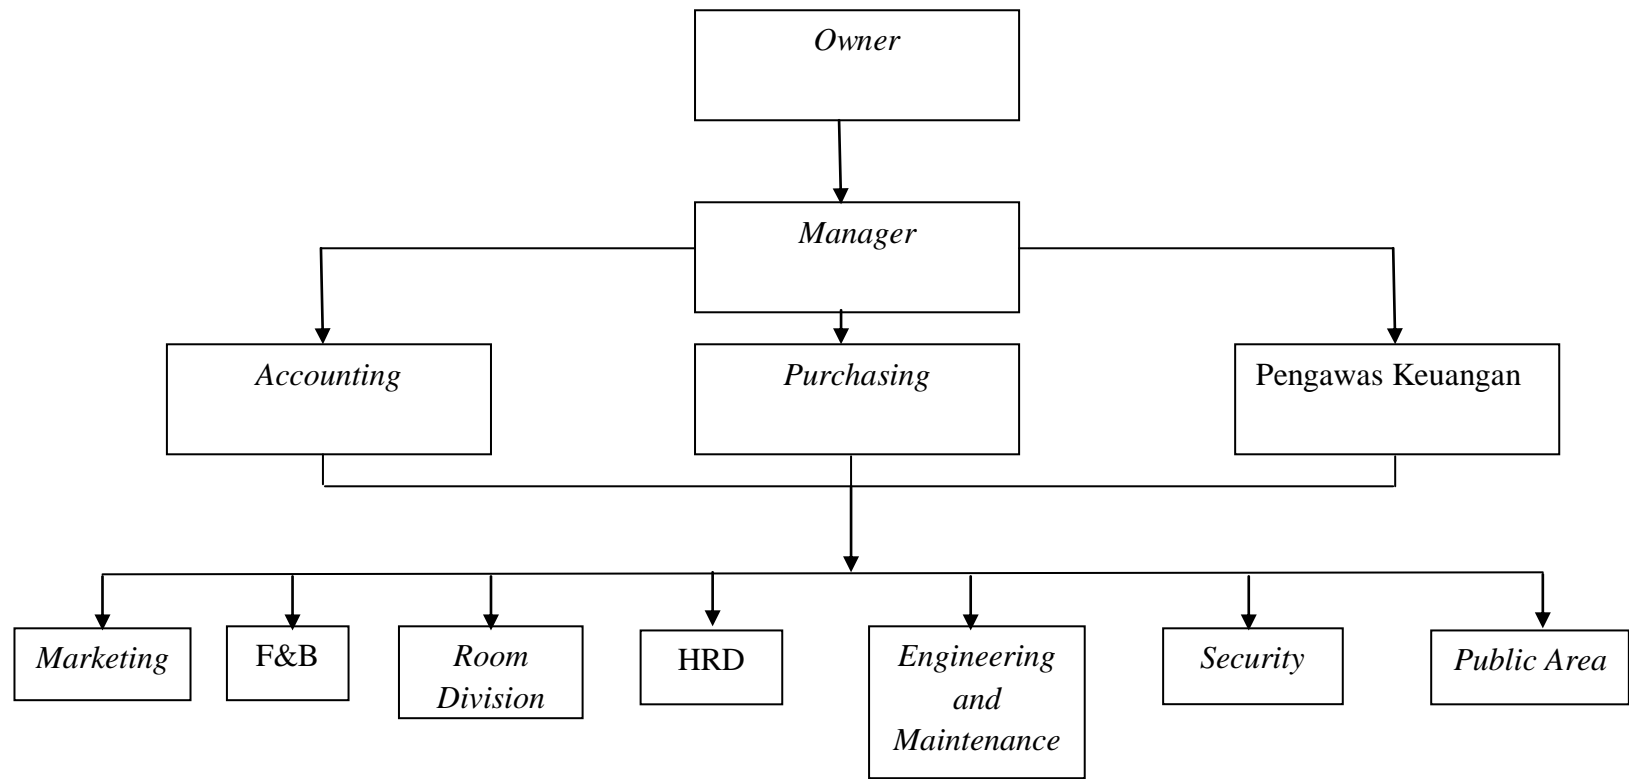 Owner
Manager
Accounting
Purchasing
Pengawas Keuangan
Marketing
F&B
Room
Division
HRD
Engineering
and
Maintenance
Security
Public Area